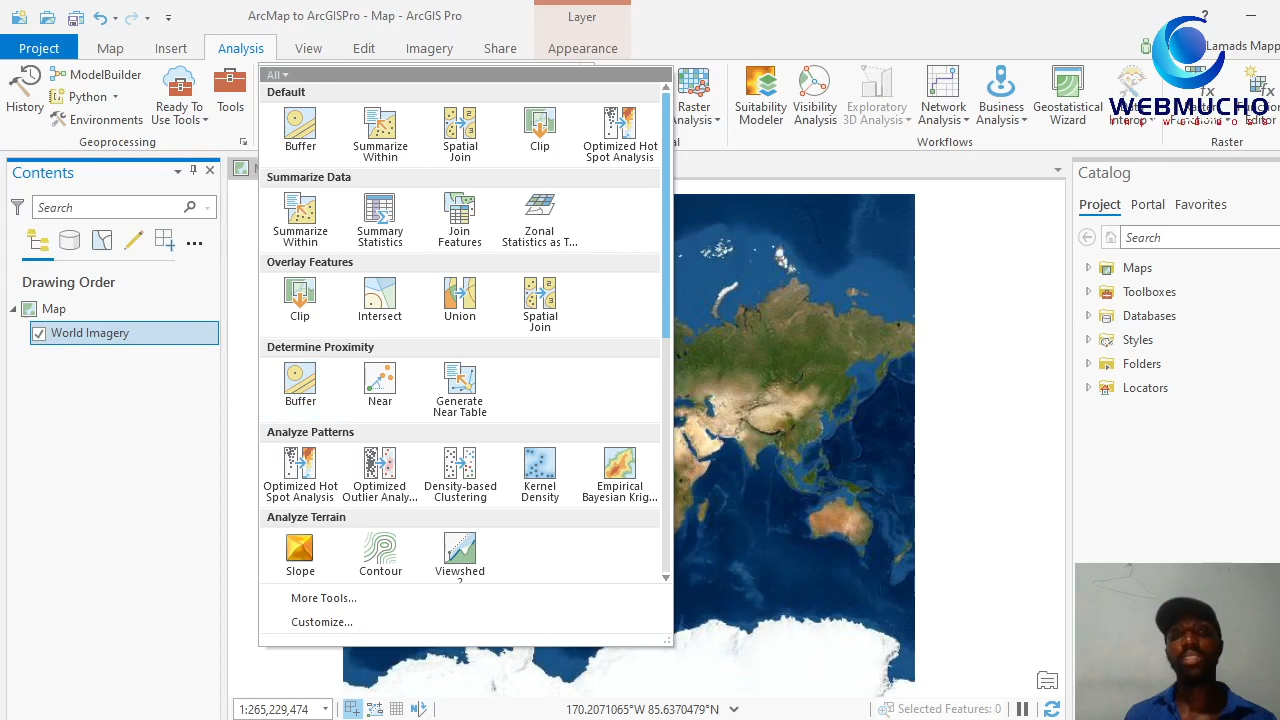 ArcMap to ArcGISPro - Map - ArcGIS Pro
Layer
?
Project
Map
Insert
Analysis
View
Edit
Imagery
Share
Appearance
Lamads Mapp
History
ModelBuilder
Python
Environments
Ready To
Use Tools
Tools
Geoprocessing
Raster
Analysis
Suitability
Modeler
Visibility
Analysis
Exploratory
3D Analysis
Network
Analysis
Business
Analysis
Geostatistical
Wizard
Workflows
Editor
Raster
WEBMUCHO
Contents
Search
Drawing Order
Map
World Imagery
All
Default
Buffer
Summarize
Within
Spatial
Join
Clip
Optimized Hot
Spot Analysis
Summarize Data
Summarize
Within
Summary
Statistics
Join
Features
Zonal
Statistics as T...
Overlay Features
Clip
Intersect
Union
Spatial
Join
Determine Proximity
Buffer
Near
Generate
Near Table
Analyze Patterns
Optimized Hot
Spot Analysis
Optimized
Outlier Analy...
Density-based
Clustering
Kernel
Density
Empirical
Bayesian Krig...
Analyze Terrain
Slope
Contour
Viewshed
2
More Tools...
Customize...
Catalog
Project
Portal
Favorites
Search
Maps
Toolboxes
Databases
Styles
Folders
Locators
1:265,229,474
170.2071065°W 85.6370479°N
Selected Features: 0